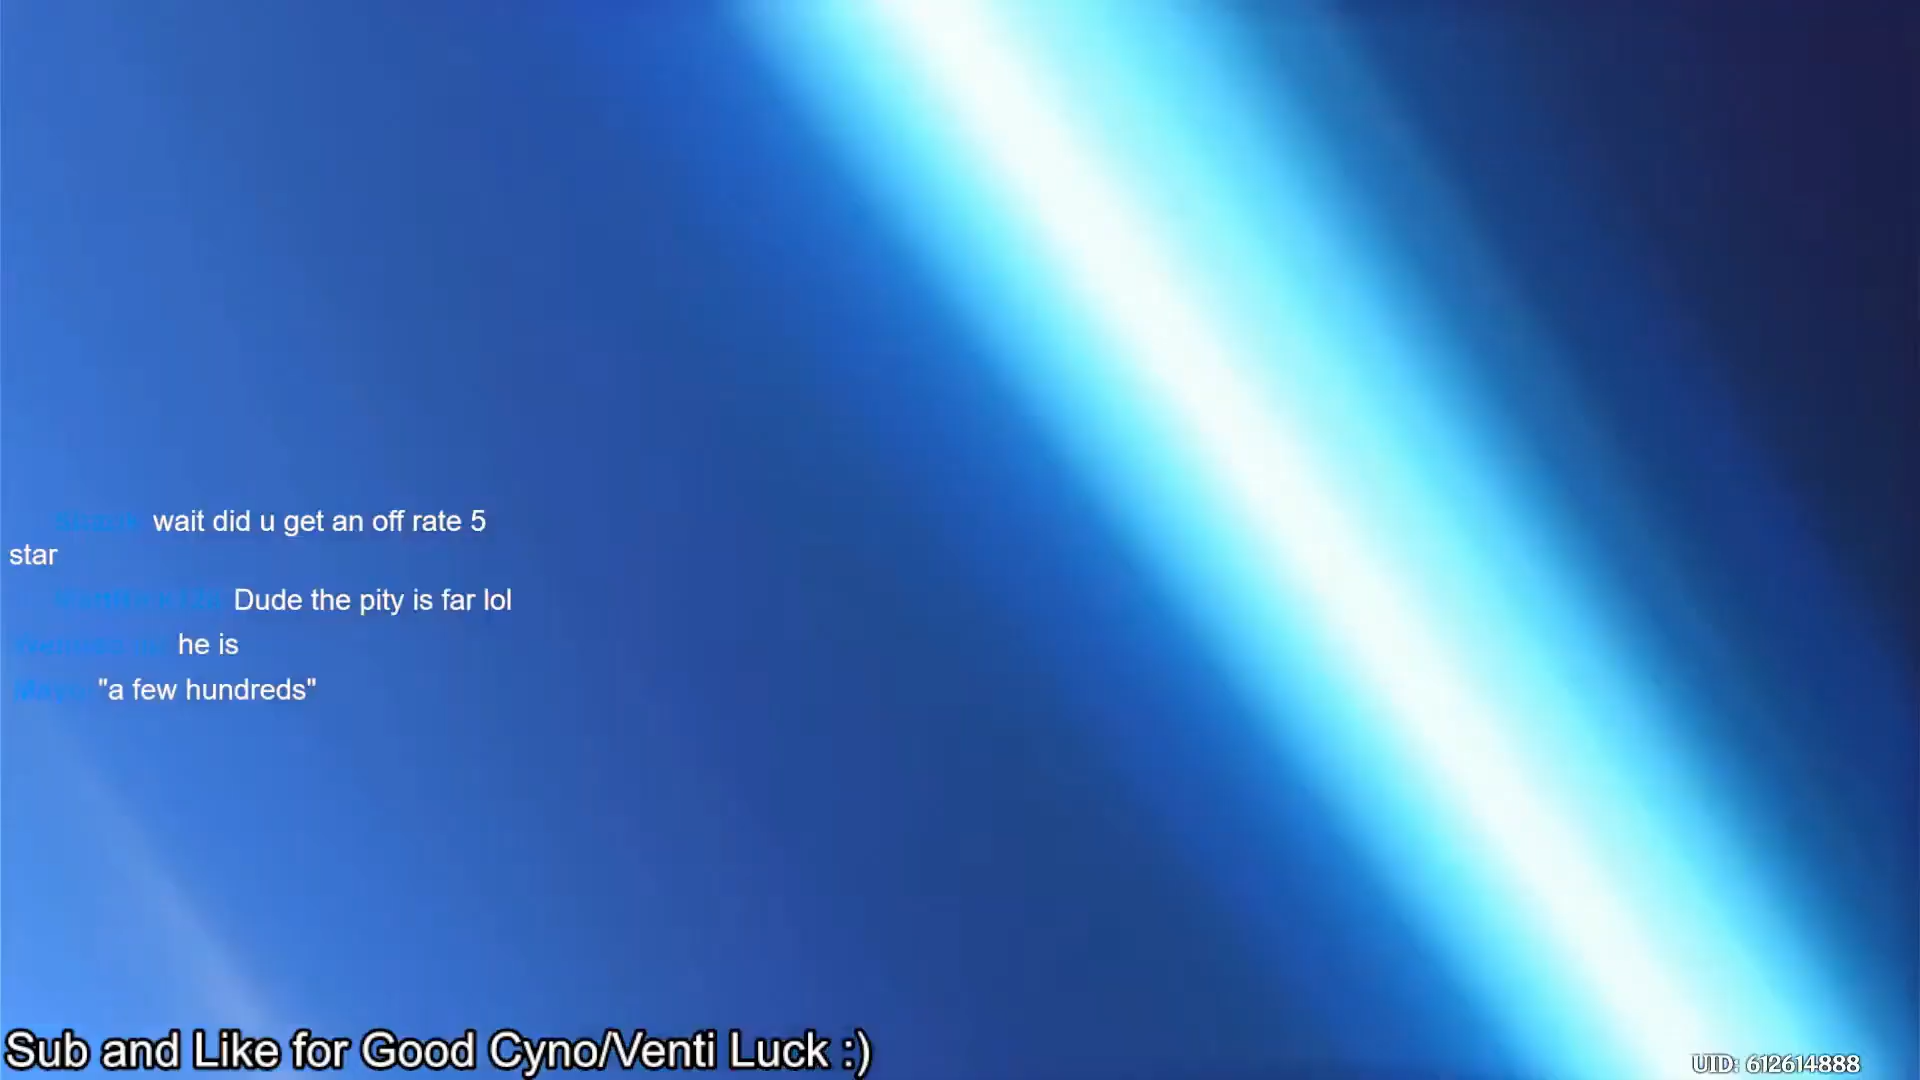 wait did u get an off rate 5
star
Dude the pity is far lol
he is
"a few hundreds"
Sub and Like for Good Cyno/Venti Luck :)
UID: 612614888